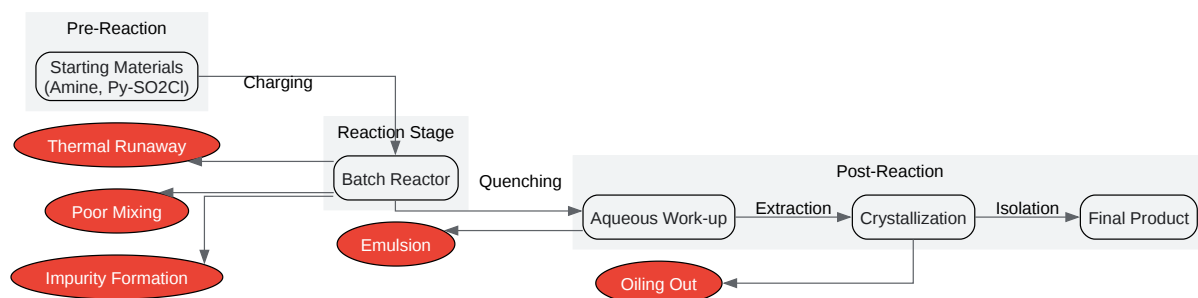 Pre-Reaction
Starting Materials
(Amine, Py-SO2Cl)
Charging
Thermal Runaway
Reaction Stage
Batch Reactor
Quenching
Post-Reaction
Poor Mixing
Aqueous Work-up
Extraction
Crystallization
Isolation
Final Product
Emulsion
Impurity Formation
Oiling Out